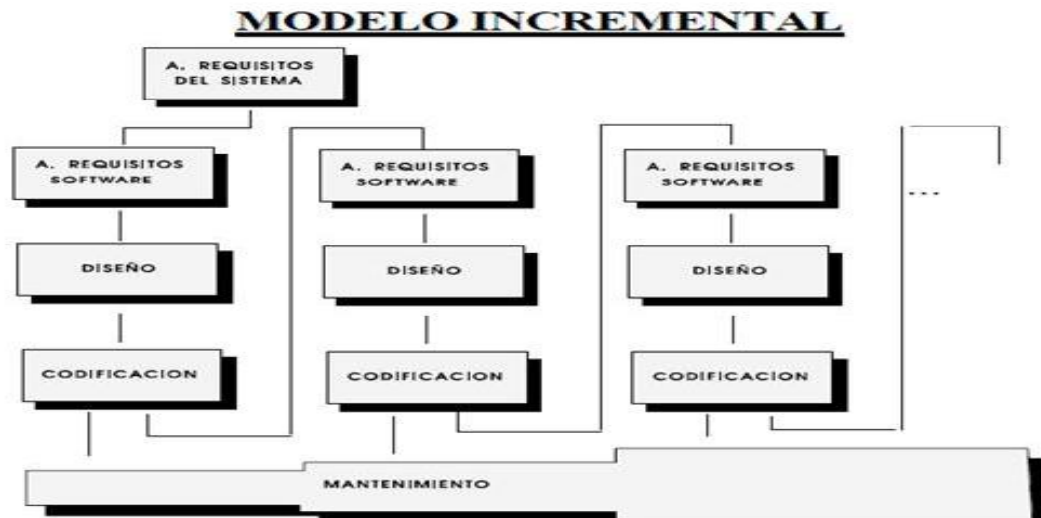 MODELO INCREMENTAL
A. REQUISITOS
DEL SISTEMA
A. REQUISITOS
SOFTWARE
A. REQUISITOS
SOFTWARE
A. REQUISITOS
SOFTWARE
...
DISEÑO
DISEÑO
DISEÑO
CODIFICACION
CODIFICACION
CODIFICACION
MANTENIMIENTO